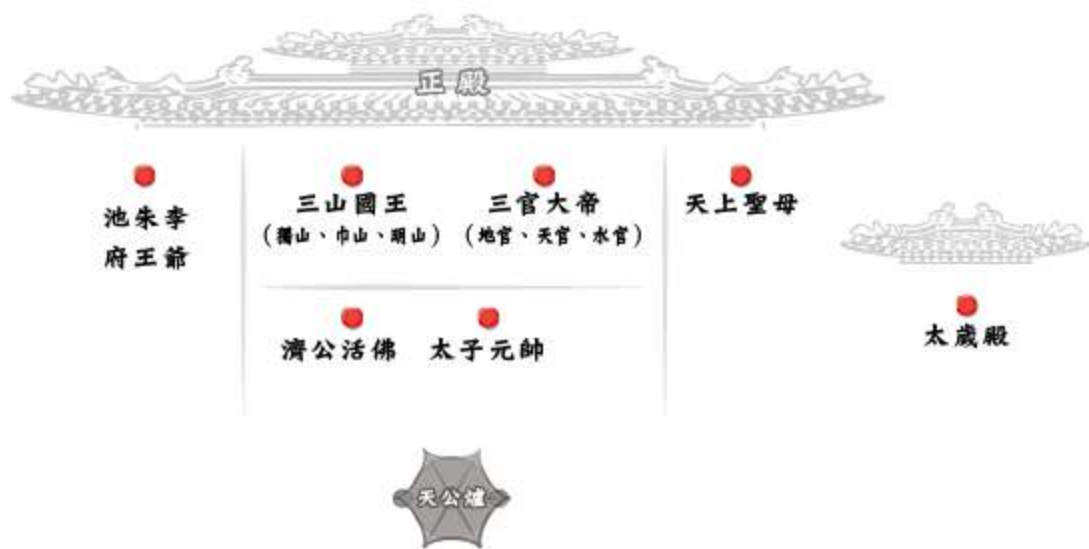 正殿
池朱李
府王爺
三山國王
(獨山、巾山、明山)
三官大帝
(地官、天官、水官)
天上聖母
濟公活佛
太子元帥
太歲殿
天公爐